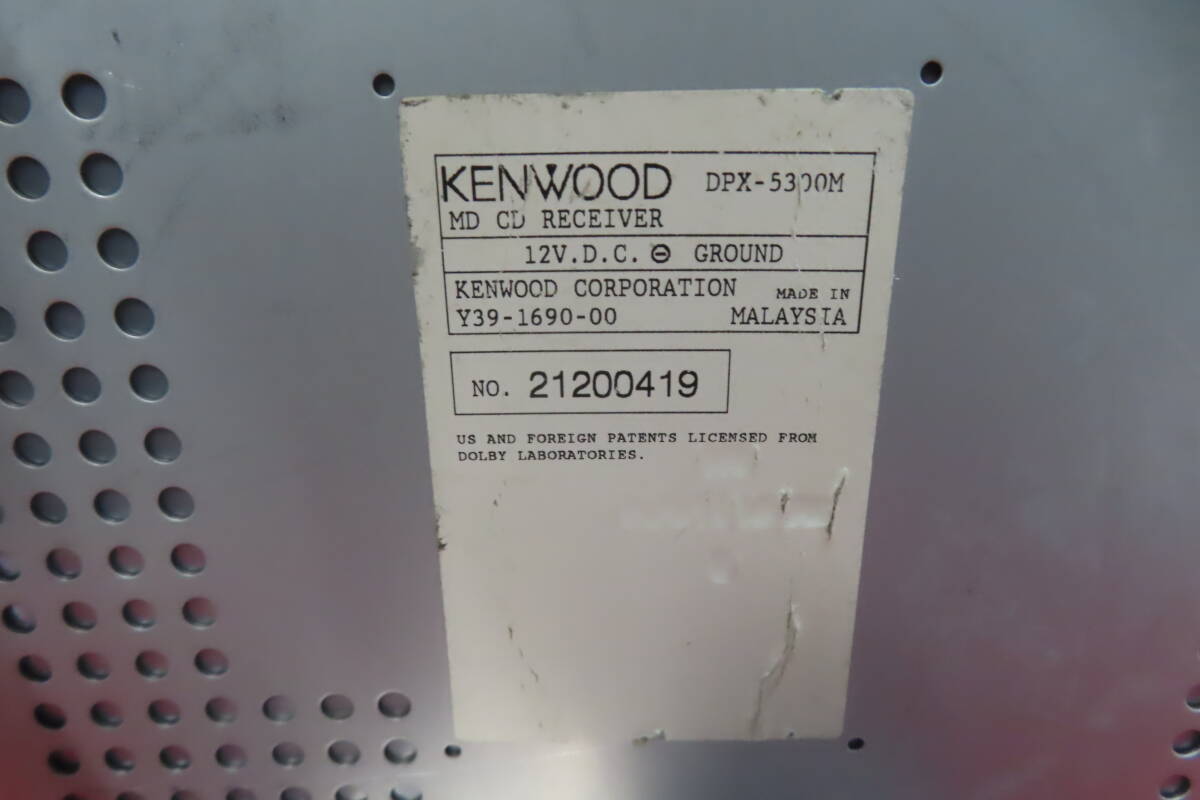 KENWOOD DPX-5300M
MD CD RECEIVER
12V.D.C. ⊖ GROUND
KENWOOD CORPORATION MADE IN
Y39-1690-00 MALAYSIA
NO. 21200419
US AND FOREIGN PATENTS LICENSED FROM
DOLBY LABORATORIES.